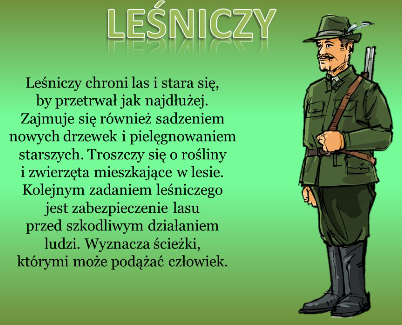 LEŚNICZY
Leśniczy chroni las i stara się,
by przetrwał jak najdłużej.
Zajmuje się również sadzeniem
nowych drzewek i pielęgnowaniem
starszych. Troszczy się o rośliny
i zwierzęta mieszkające w lesie.
Kolejnym zadaniem leśniczego
jest zabezpieczenie lasu
przed szkodliwym działaniem
ludzi. Wyznacza ścieżki,
którymi może podążać człowiek.